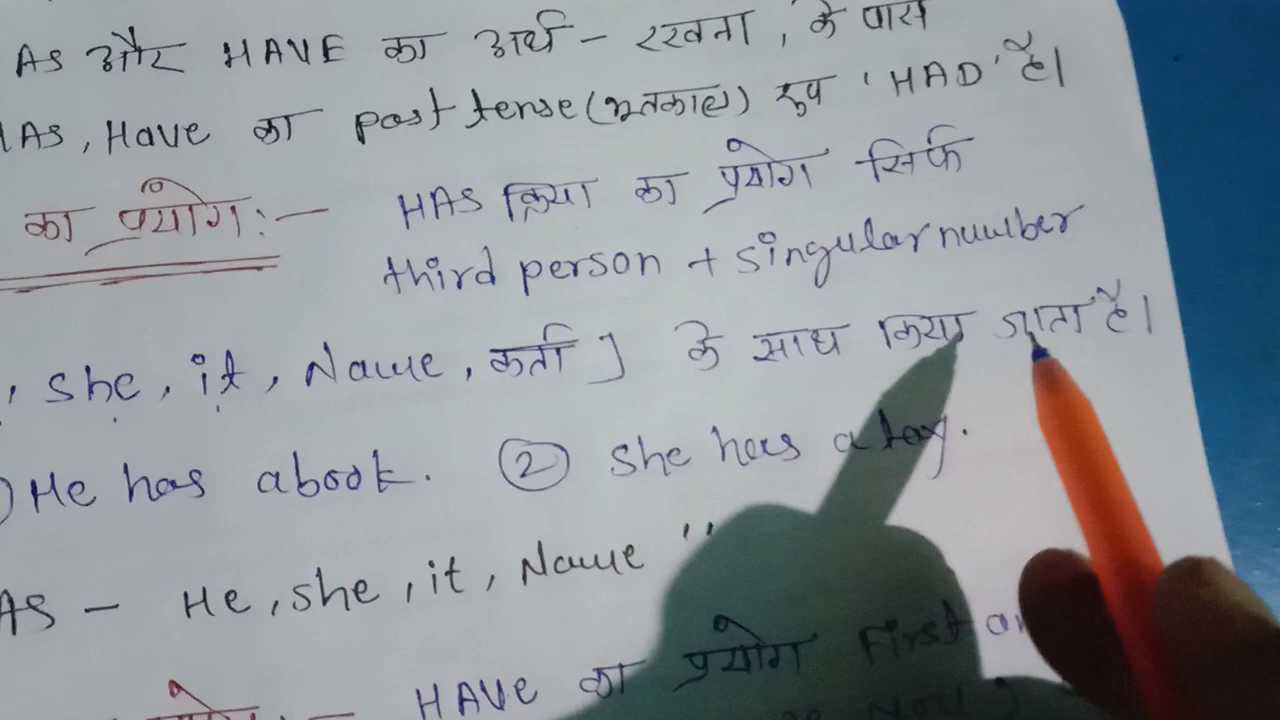 AS और HAVE का अर्थ - रखना, के पास
HAS, Have का past tense (भूतकाल) रूप 'HAD' है।
का प्रयोग :- HAS क्रिया का प्रयोग सिर्फ
third person + singular number
, she, it, Name, कर्ता ] के साथ किया जाता है।
) He has a book. (2) She has a toy.
AS - He, she, it, Name "
HAVE का प्रयोग First